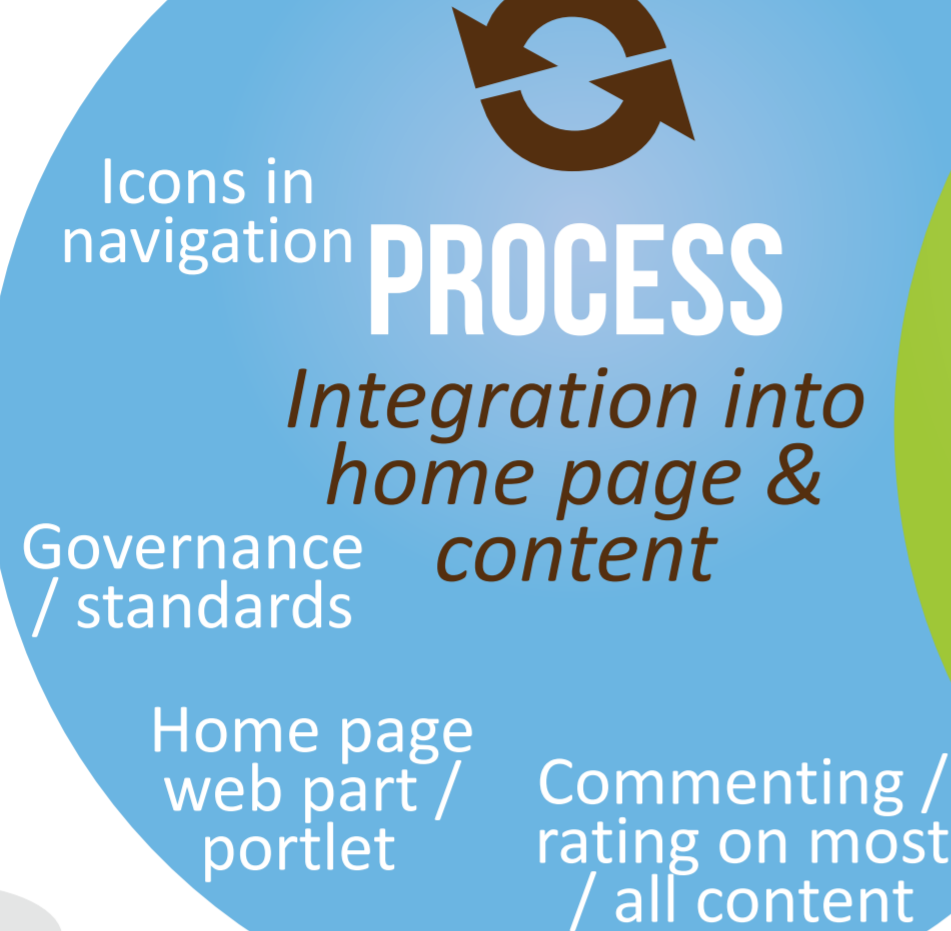 Icons in
navigation
PROCESS
Integration into
home page &
content
Governance
/ standards
Home page
web part /
portlet
Commenting /
rating on most
/ all content